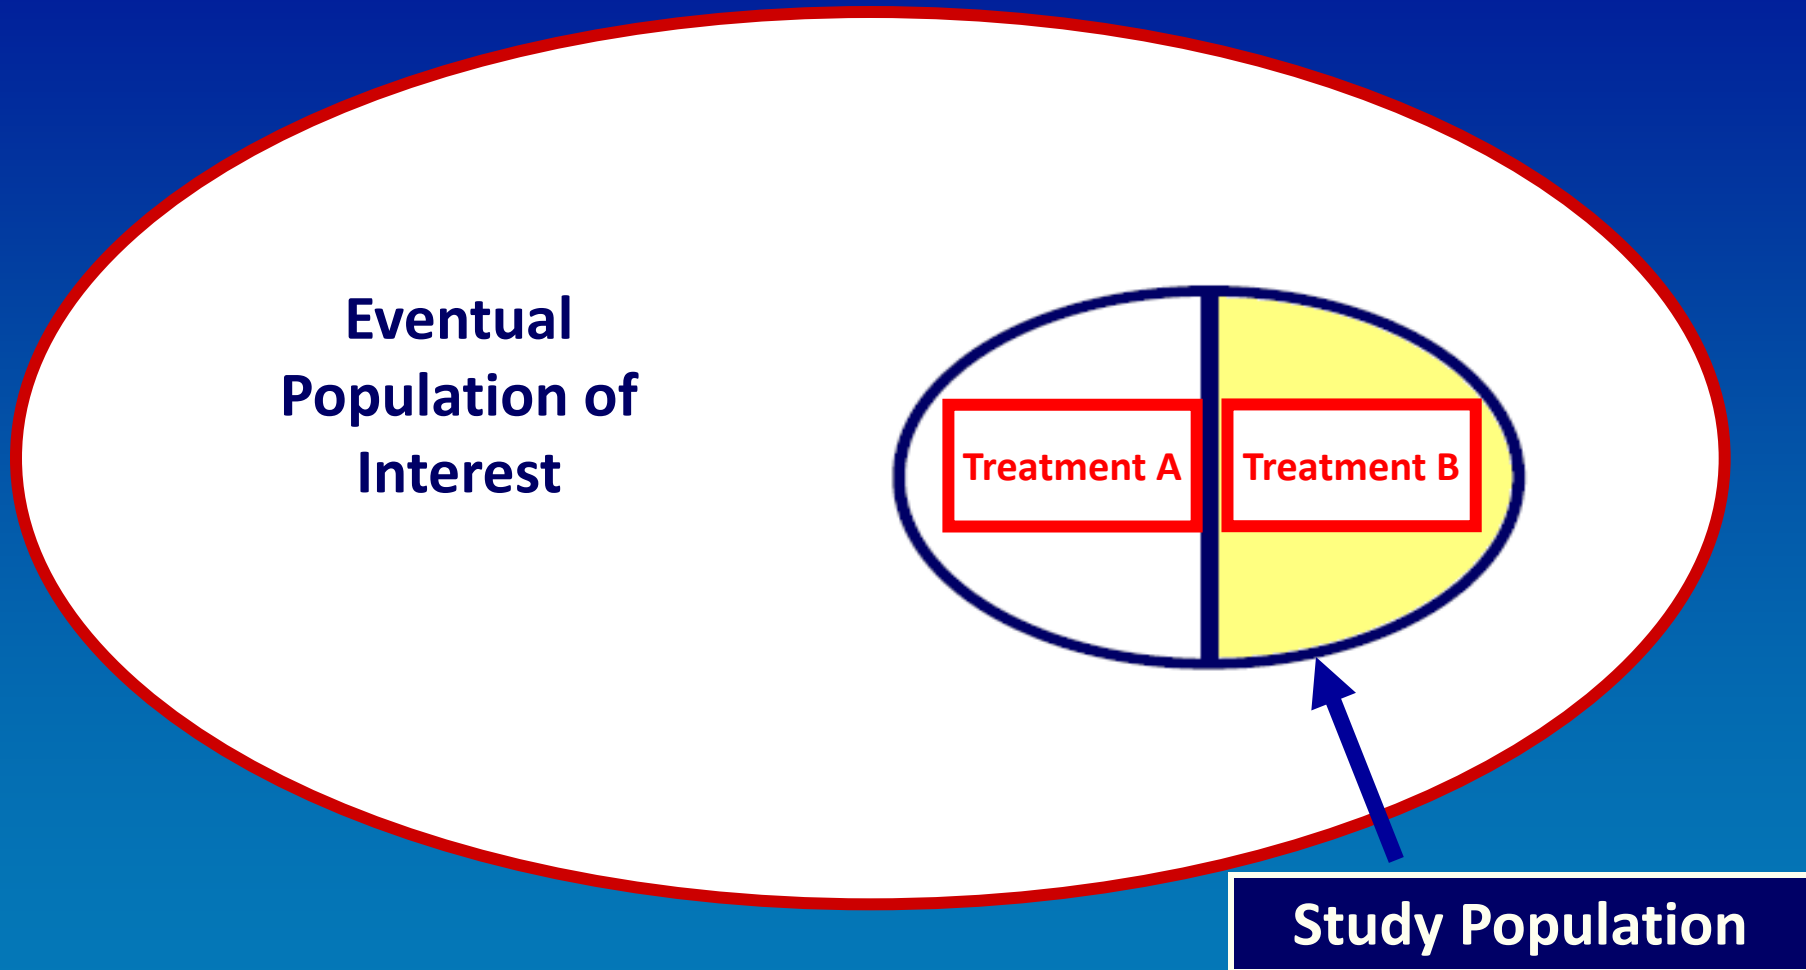 Eventual
Population of
Interest
Treatment A
Treatment B
Study Population